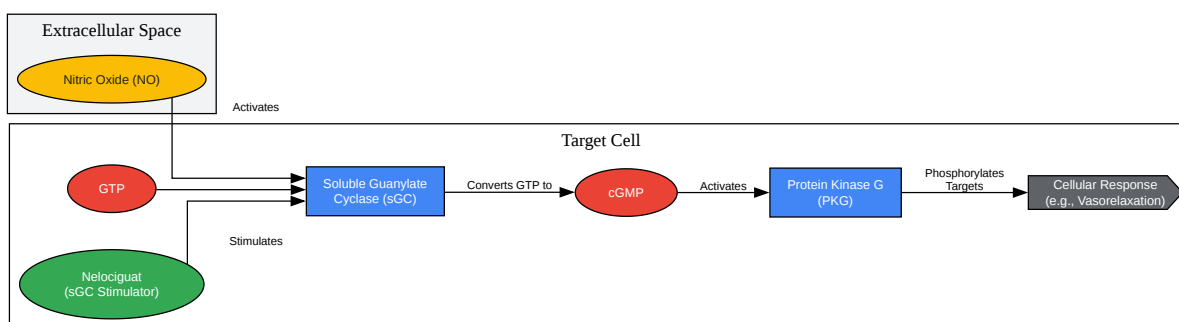 Extracellular Space
Nitric Oxide (NO)
Activates
Target Cell
GTP
Soluble Guanylate
Cyclase (sGC)
Converts GTP to
cGMP
Activates
Protein Kinase G
(PKG)
Phosphorylates
Targets
Cellular Response
(e.g., Vasorelaxation)
Stimulates
Nelociguat
(sGC Stimulator)